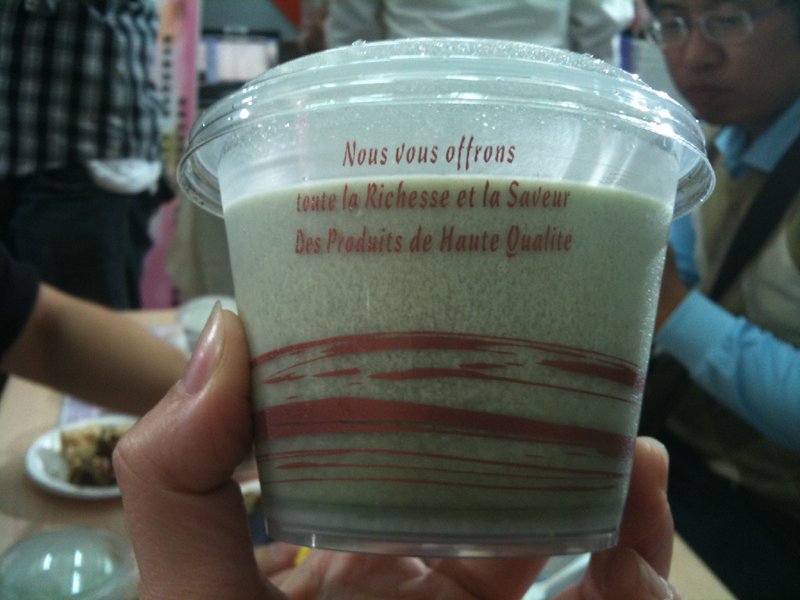 Nous vous offrons
toute la Richesse et la Saveur
Des Produits de Haute Qualite